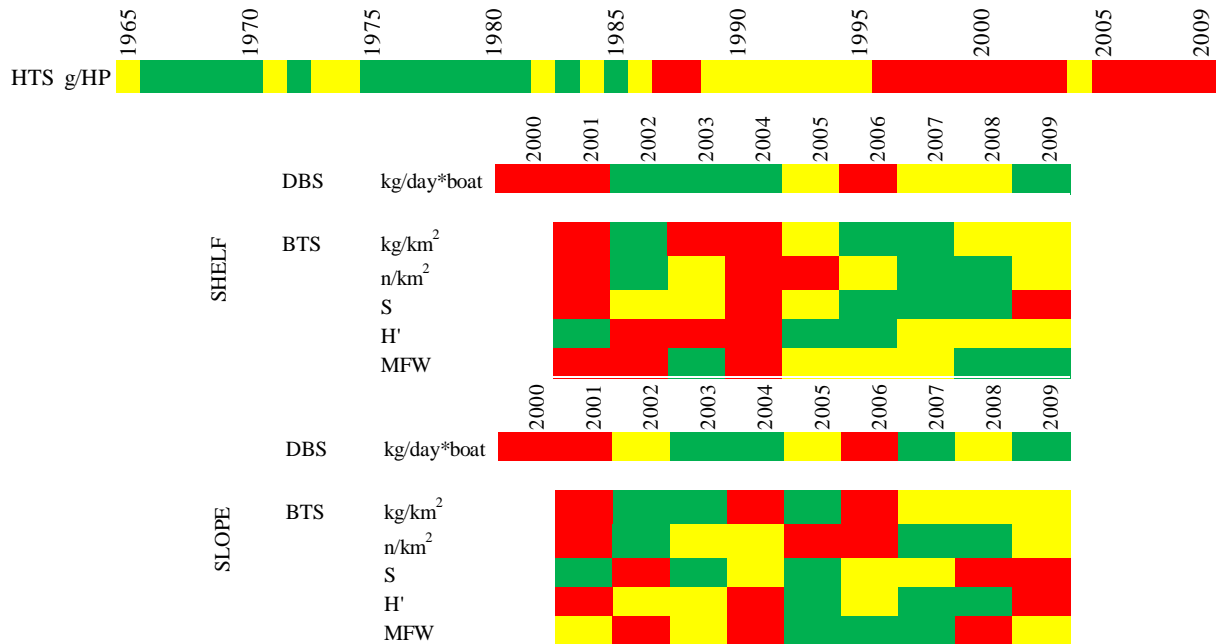 1965 1970 1975 1980 1985 1990 1995 2000 2005 2009
HTS g/HP
2000 2001 2002 2003 2004 2005 2006 2007 2008 2009
DBS kg/day*boat
SHELF
BTS kg/km²
n/km²
S
H'
MFW
2000 2001 2002 2003 2004 2005 2006 2007 2008 2009
DBS kg/day*boat
SLOPE
BTS kg/km²
n/km²
S
H'
MFW